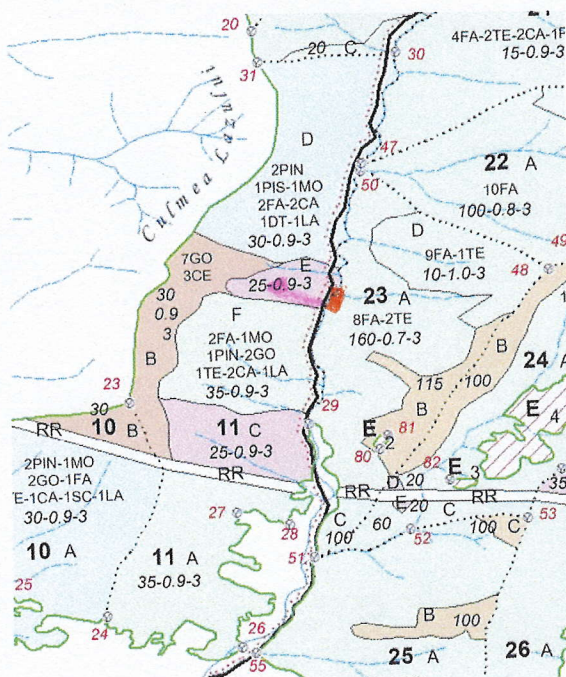 20
31
20 C
30
4FA-2TE-2CA-1F
15-0.9-3
Culmea Lazului
D
2PIN
1PIS-1MO
2FA-2CA
1DT-1LA
30-0.9-3
47
50
22 A
10FA
100-0.8-3
D
9FA-1TE
10-1.0-3
49
48
7GO
3CE
30
0.9
3
B
E
25-0.9-3
23 A
8FA-2TE
160-0.7-3
F
2FA-1MO
1PIN-2GO
1TE-2CA-1LA
35-0.9-3
24 A
115
100
B
23
30
10 B
RR
11 C
25-0.9-3
RR
29
E 2
81
80
82
E 3
E 4
35
2PIN-1MO
2GO-1FA
TE-1CA-1SC-1LA
30-0.9-3
D 20
E 20
RR
RR
C
100
60
C
52
100
C
53
27
28
51
10 A
11 A
35-0.9-3
25
24
26
55
B
100
25 A
26 A